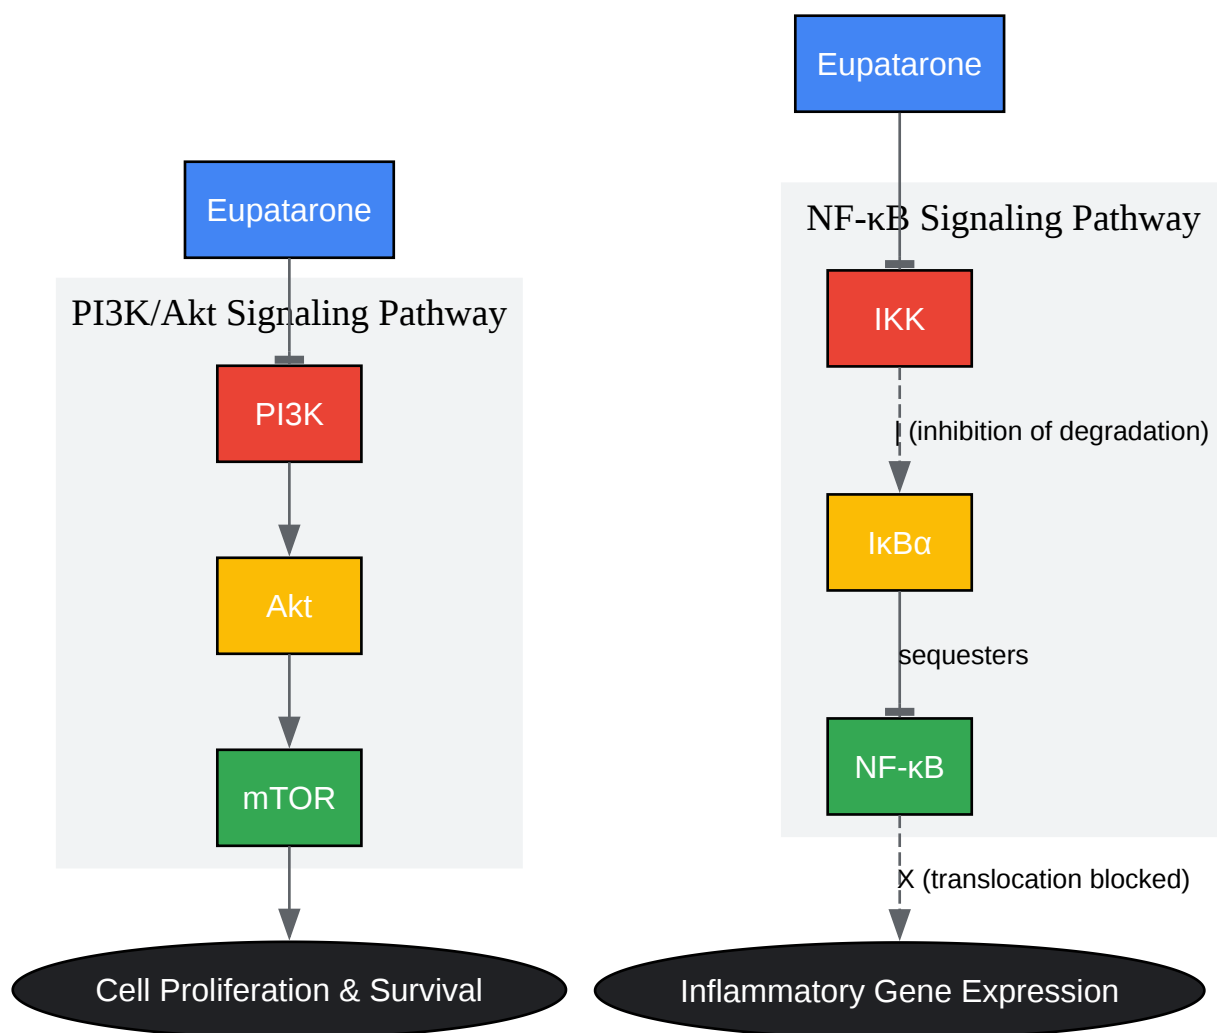 Eupatarone
PI3K/Akt Signaling Pathway
PI3K
Akt
mTOR
Cell Proliferation & Survival
Eupatarone
NF-κB Signaling Pathway
IKK
| (inhibition of degradation)
IκBα
sequesters
NF-κB
X (translocation blocked)
Inflammatory Gene Expression